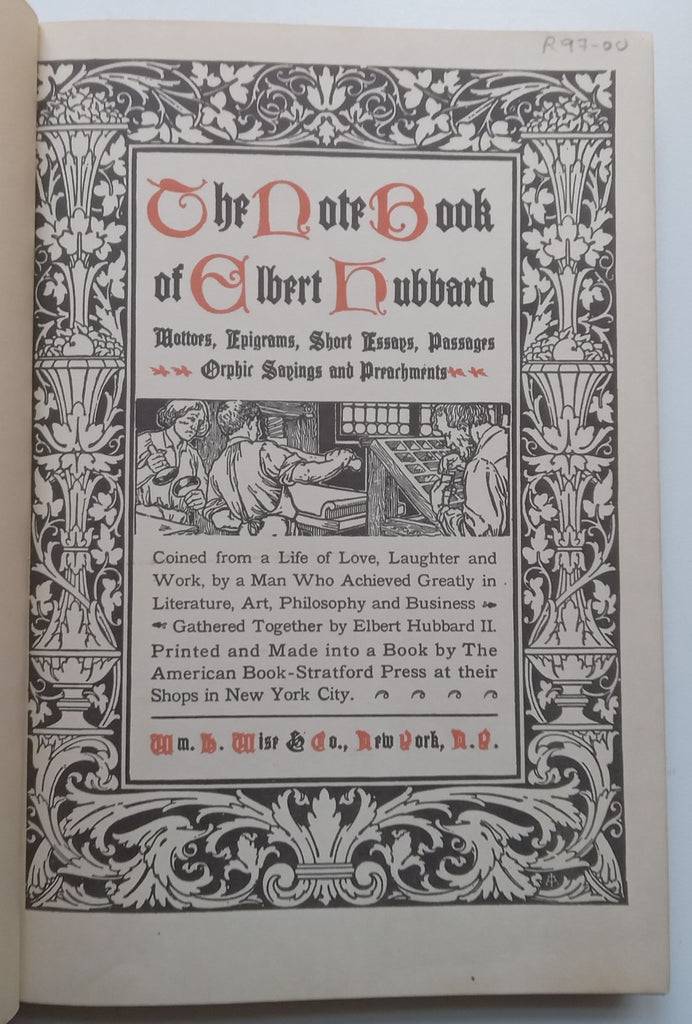 R97-00
The Note Book
of Elbert Hubbard
Mottoes, Epigrams, Short Essays, Passages
Orphic Sayings and Preachments
Coined from a Life of Love, Laughter and
Work, by a Man Who Achieved Greatly in
Literature, Art, Philosophy and Business
Gathered Together by Elbert Hubbard II.
Printed and Made into a Book by The
American Book-Stratford Press at their
Shops in New York City.
Wm. H. Wise & Co., New York, N.Y.